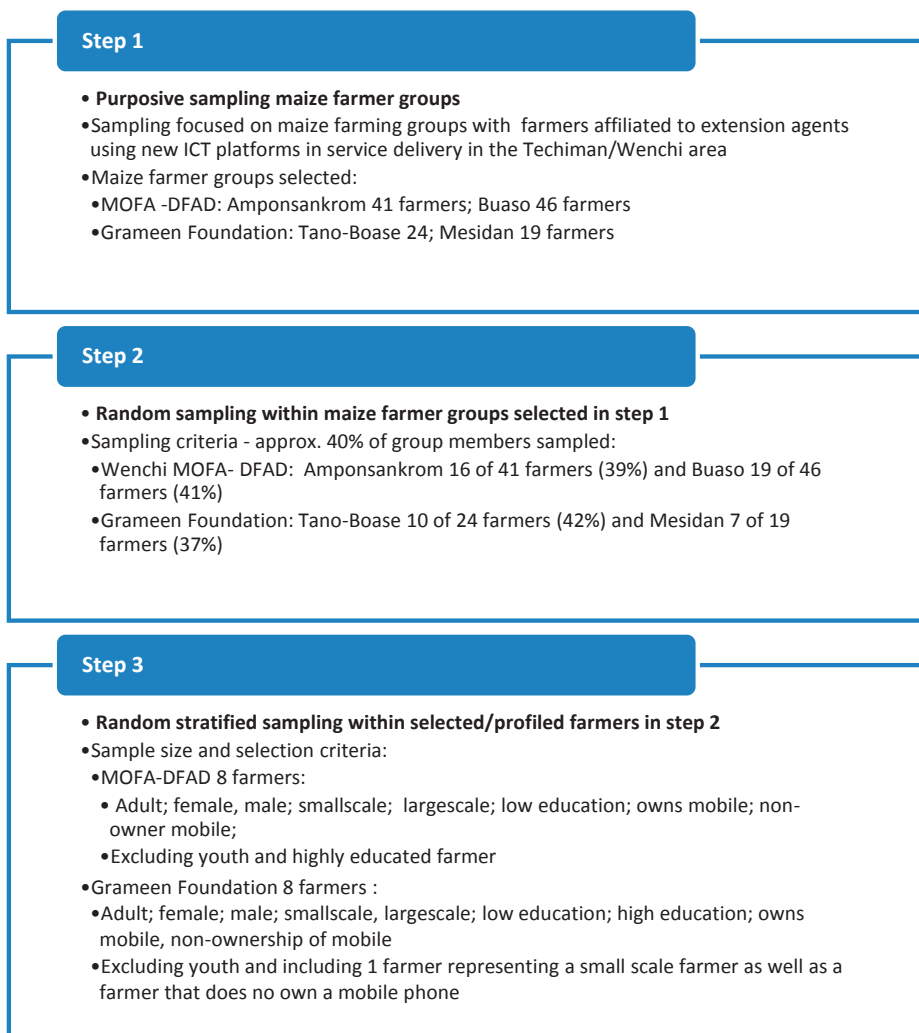 Step 1
• Purposive sampling maize farmer groups
•Sampling focused on maize farming groups with farmers affiliated to extension agents
using new ICT platforms in service delivery in the Techiman/Wenchi area
•Maize farmer groups selected:
•MOFA -DFAD: Amponsankrom 41 farmers; Buaso 46 farmers
•Grameen Foundation: Tano-Boase 24; Mesidan 19 farmers
Step 2
• Random sampling within maize farmer groups selected in step 1
•Sampling criteria - approx. 40% of group members sampled:
•Wenchi MOFA- DFAD: Amponsankrom 16 of 41 farmers (39%) and Buaso 19 of 46
farmers (41%)
•Grameen Foundation: Tano-Boase 10 of 24 farmers (42%) and Mesidan 7 of 19
farmers (37%)
Step 3
• Random stratified sampling within selected/profiled farmers in step 2
•Sample size and selection criteria:
•MOFA-DFAD 8 farmers:
• Adult; female, male; smallscale; largescale; low education; owns mobile; non-
owner mobile;
•Excluding youth and highly educated farmer
•Grameen Foundation 8 farmers :
•Adult; female; male; smallscale, largescale; low education; high education; owns
mobile, non-ownership of mobile
•Excluding youth and including 1 farmer representing a small scale farmer as well as a
farmer that does no own a mobile phone